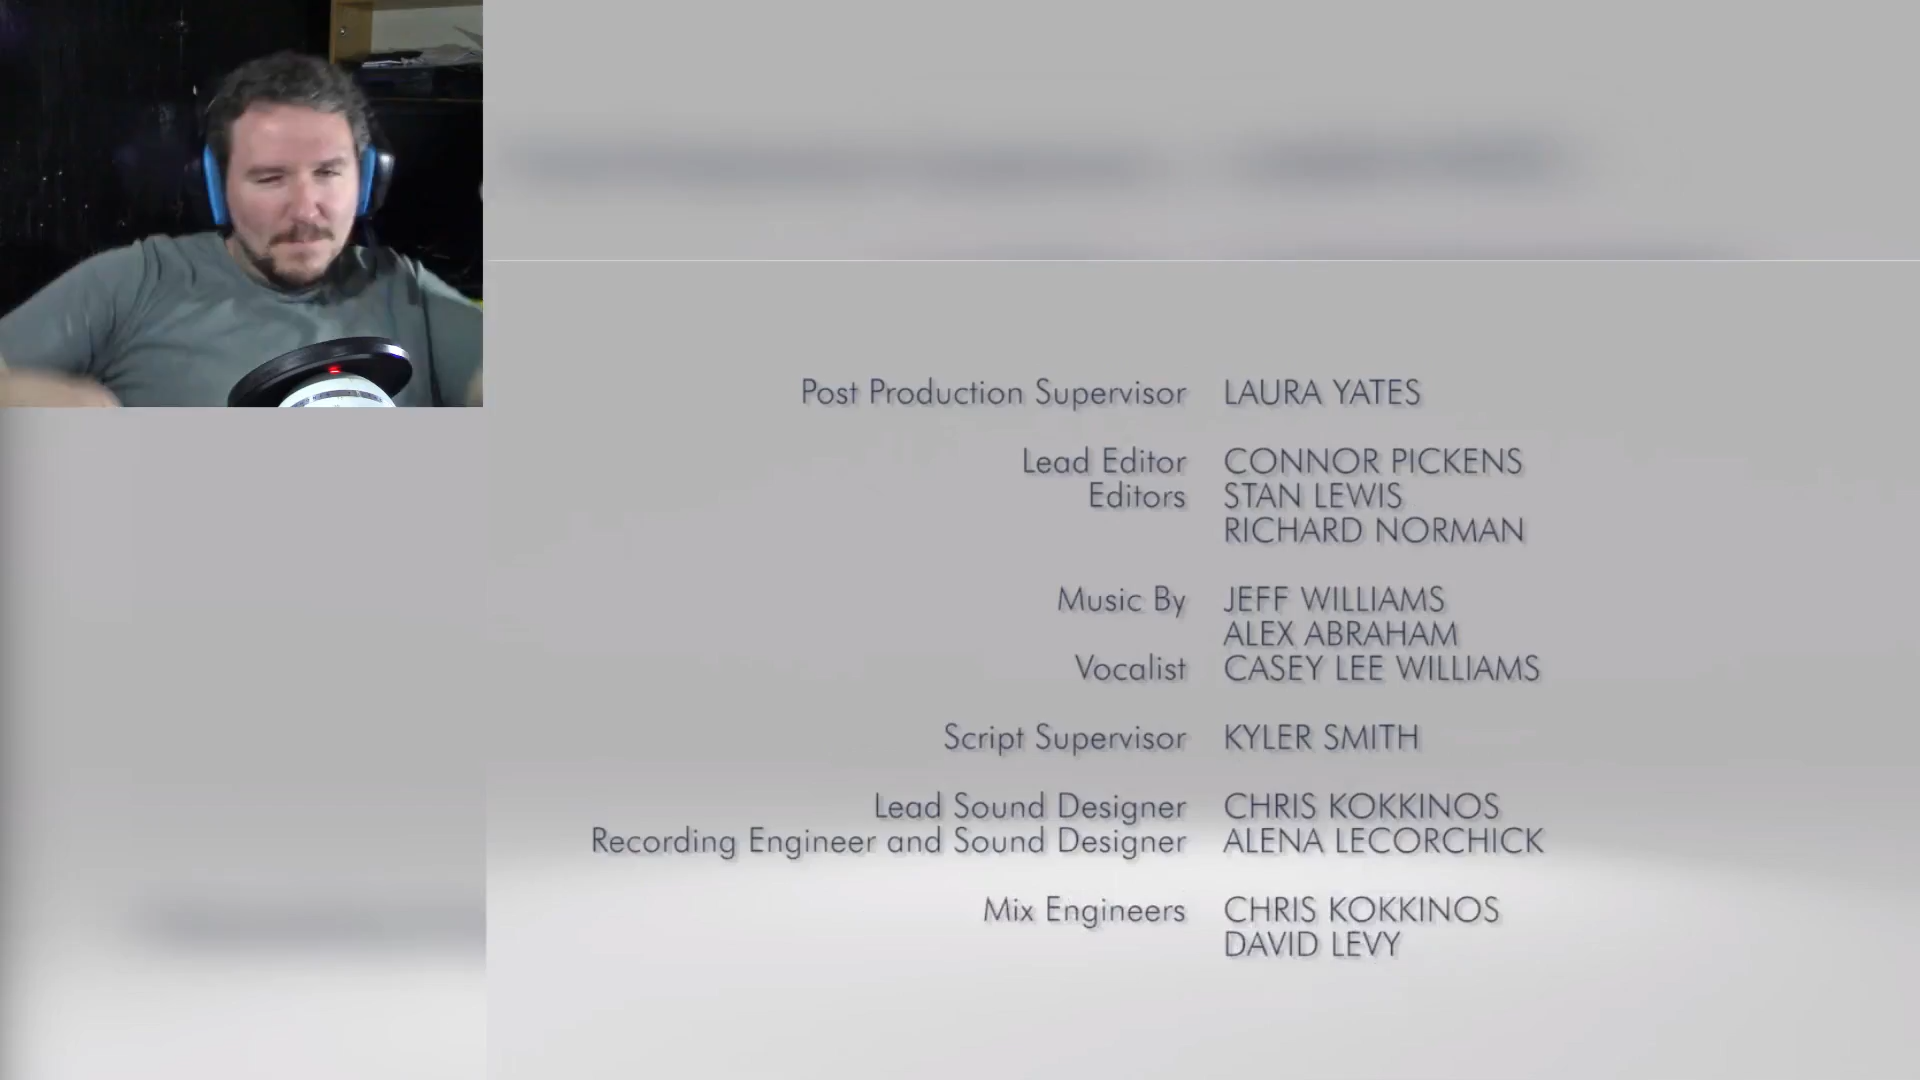 Post Production Supervisor LAURA YATES
Lead Editor CONNOR PICKENS
Editors STAN LEWIS
RICHARD NORMAN
Music By JEFF WILLIAMS
ALEX ABRAHAM
Vocalist CASEY LEE WILLIAMS
Script Supervisor KYLER SMITH
Lead Sound Designer CHRIS KOKKINOS
Recording Engineer and Sound Designer ALENA LECORCHICK
Mix Engineers CHRIS KOKKINOS
DAVID LEVY